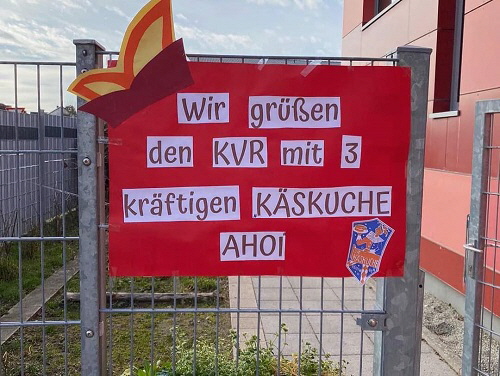 Wir grüßen
den KVR mit 3
kräftigen KÄSKUCHE
AHOI